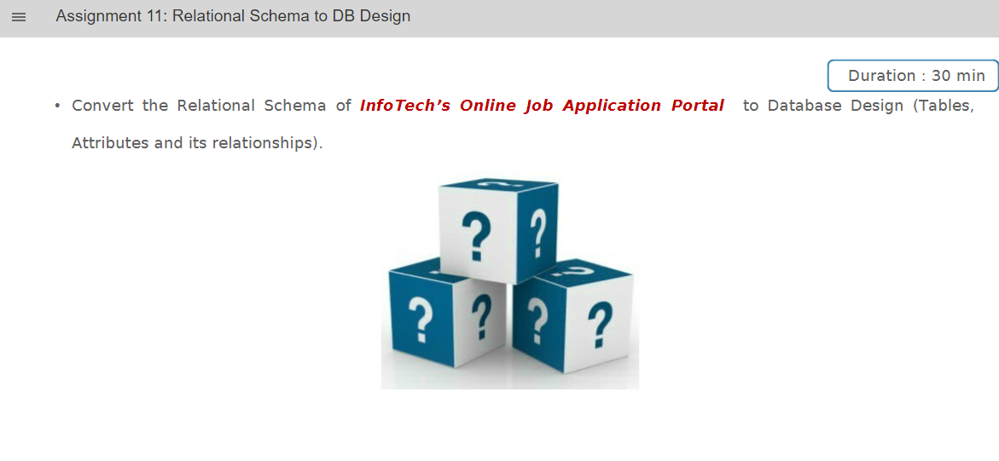 Assignment 11: Relational Schema to DB Design
Duration : 30 min
• Convert the Relational Schema of InfoTech’s Online Job Application Portal to Database Design (Tables,
Attributes and its relationships).
? ?
? ? ? ?